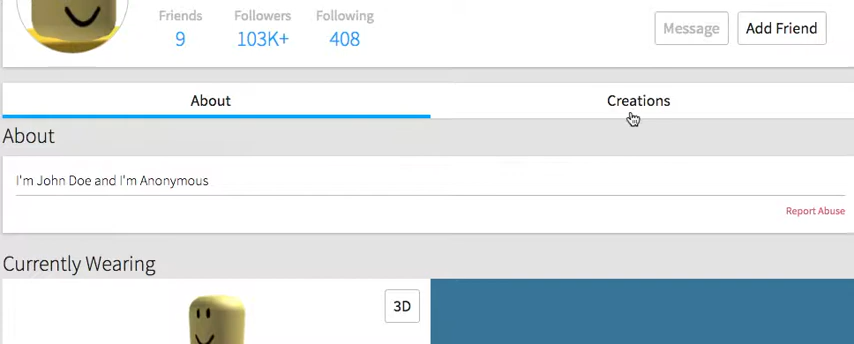 Friends Followers Following
9 103K+ 408
Message Add Friend
About Creations
About
I'm John Doe and I'm Anonymous
Report Abuse
Currently Wearing
3D